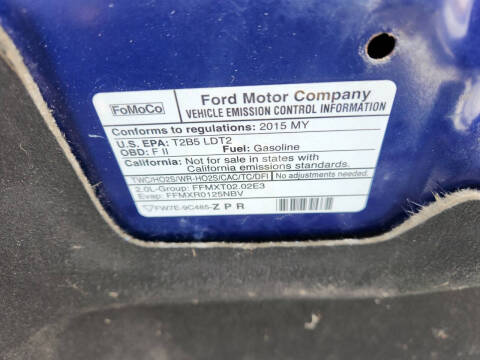 FoMoCo
Ford Motor Company
VEHICLE EMISSION CONTROL INFORMATION
Conforms to regulations: 2015 MY
U.S. EPA: T2B5 LDT2
OBD: F II Fuel: Gasoline
California: Not for sale in states with
California emissions standards.
TWC/HO2S/WR-HO2S/CAC/TC/DFI No adjustments needed.
2.0L-Group: FFMXT02.02E3
Evap: FFMXR0125NBV
FW7E-9C485-ZPR